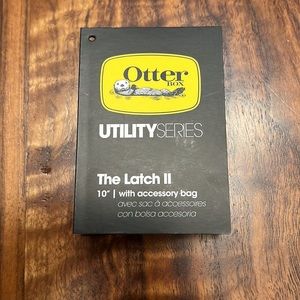 Otter
BOX
UTILITYSERIES
The Latch II
10" | with accessory bag
avec sac à accessoires
con bolsa accesoria